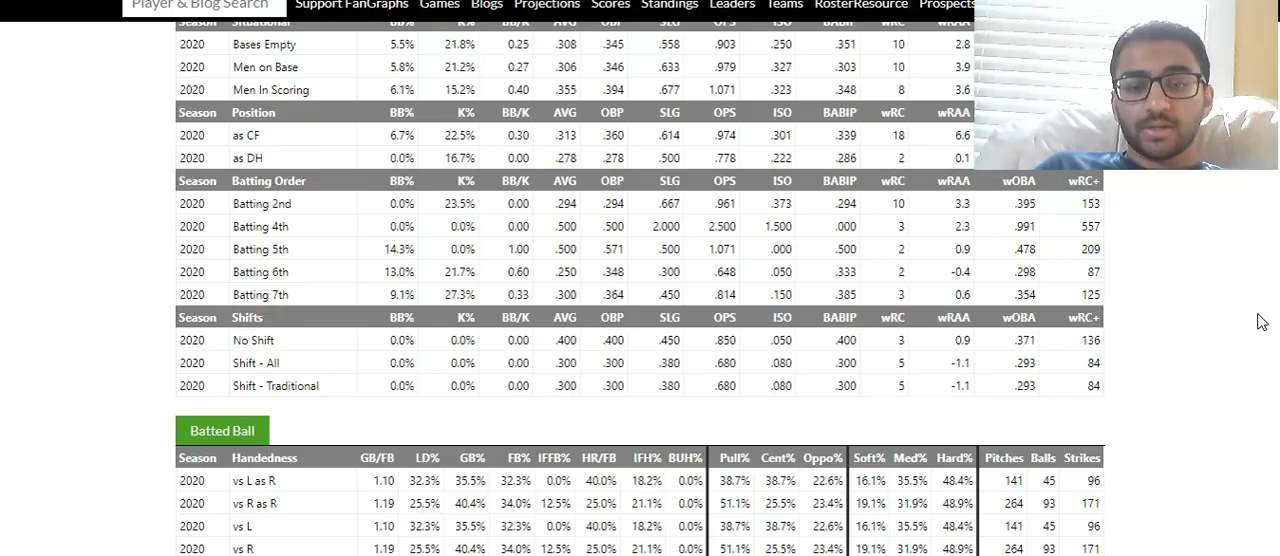 Player & Blog Search Support FanGraphs Games Blogs Projections Scores Standings Leaders Teams RosterResource Prospects
Season Situational BB% K% BB/K AVG OBP SLG OPS ISO BABIP wRC wRAA
2020 Bases Empty 5.5% 21.8% 0.25 .308 .345 .558 .903 .250 .351 10 2.8
2020 Men on Base 5.8% 21.2% 0.27 .306 .346 .633 .979 .327 .303 10 3.9
2020 Men In Scoring 6.1% 15.2% 0.40 .355 .394 .677 1.071 .323 .348 8 3.6
Season Position BB% K% BB/K AVG OBP SLG OPS ISO BABIP wRC wRAA
2020 as CF 6.7% 22.5% 0.30 .313 .360 .614 .974 .301 .339 18 6.6
2020 as DH 0.0% 16.7% 0.00 .278 .278 .500 .778 .222 .286 2 0.1
Season Batting Order BB% K% BB/K AVG OBP SLG OPS ISO BABIP wRC wRAA wOBA wRC+
2020 Batting 2nd 0.0% 23.5% 0.00 .294 .294 .667 .961 .373 .294 10 3.3 .395 153
2020 Batting 4th 0.0% 0.0% 0.00 .500 .500 2.000 2.500 1.500 .000 3 2.3 .991 557
2020 Batting 5th 14.3% 0.0% 1.00 .500 .571 .500 1.071 .000 .500 2 0.9 .478 209
2020 Batting 6th 13.0% 21.7% 0.60 .250 .348 .300 .648 .050 .333 2 -0.4 .298 87
2020 Batting 7th 9.1% 27.3% 0.33 .300 .364 .450 .814 .150 .385 3 0.6 .354 125
Season Shifts BB% K% BB/K AVG OBP SLG OPS ISO BABIP wRC wRAA wOBA wRC+
2020 No Shift 0.0% 0.0% 0.00 .400 .400 .450 .850 .050 .400 3 0.9 .371 136
2020 Shift - All 0.0% 0.0% 0.00 .300 .300 .380 .680 .080 .300 5 -1.1 .293 84
2020 Shift - Traditional 0.0% 0.0% 0.00 .300 .300 .380 .680 .080 .300 5 -1.1 .293 84
Batted Ball
Season Handedness GB/FB LD% GB% FB% IFFB% HR/FB IFH% BUH% Pull% Cent% Oppo% Soft% Med% Hard% Pitches Balls Strikes
2020 vs L as R 1.10 32.3% 35.5% 32.3% 0.0% 40.0% 18.2% 0.0% 38.7% 38.7% 22.6% 16.1% 35.5% 48.4% 141 45 96
2020 vs R as R 1.19 25.5% 40.4% 34.0% 12.5% 25.0% 21.1% 0.0% 51.1% 25.5% 23.4% 19.1% 31.9% 48.9% 264 93 171
2020 vs L 1.10 32.3% 35.5% 32.3% 0.0% 40.0% 18.2% 0.0% 38.7% 38.7% 22.6% 16.1% 35.5% 48.4% 141 45 96
2020 vs R 1.19 25.5% 40.4% 34.0% 12.5% 25.0% 21.1% 0.0% 51.1% 25.5% 23.4% 19.1% 31.9% 48.9% 264 93 171